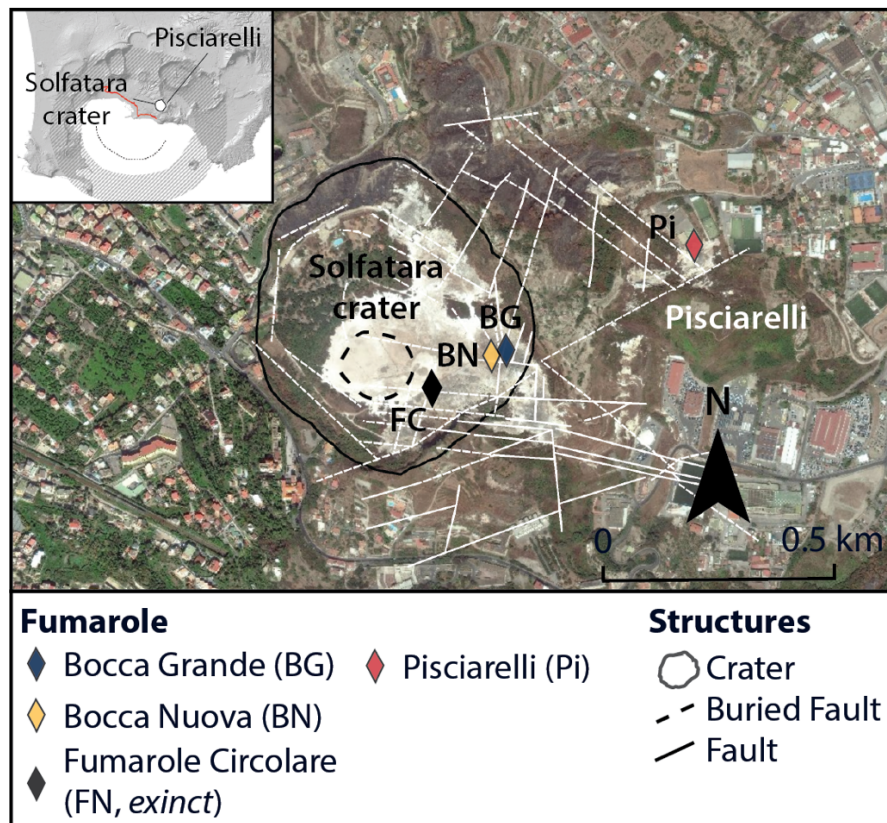 Pisciarelli
Solfatara
crater
Pi
Solfatara
crater
BG
Pisciarelli
BN
N
FC
0
0.5 km
Fumarole
Bocca Grande (BG)
Pisciarelli (Pi)
Bocca Nuova (BN)
Fumarole Circolare
(FN, exinct)
Structures
Crater
Buried Fault
Fault